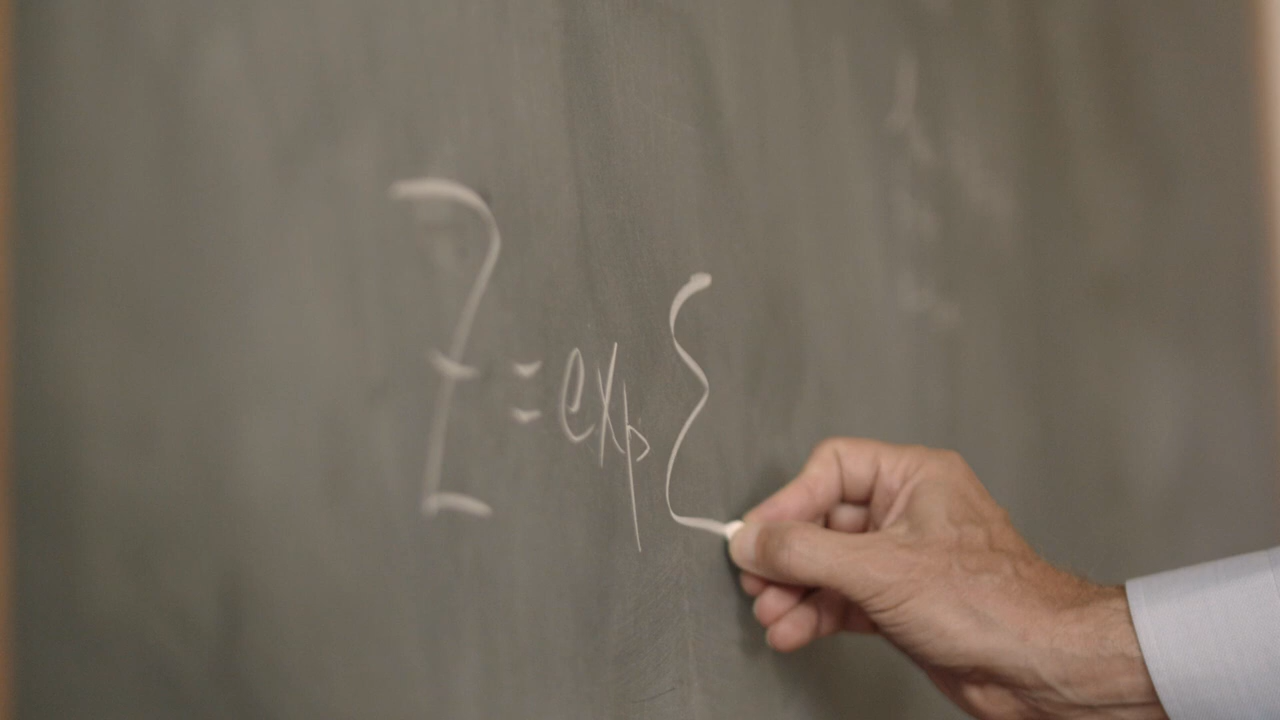 Z = exp {